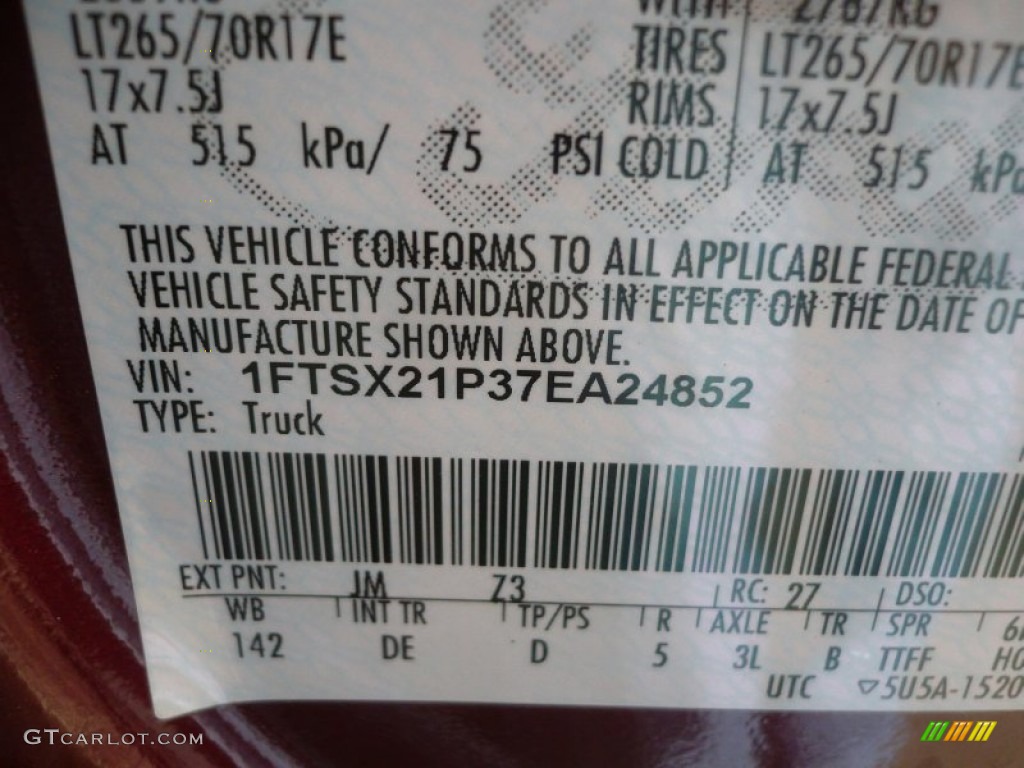 LT265/70R17E TIRES LT265/70R17E
17x7.5J RIMS 17x7.5J
AT 515 kPa/ 75 PSI COLD AT 515 kPa
THIS VEHICLE CONFORMS TO ALL APPLICABLE FEDERAL
VEHICLE SAFETY STANDARDS IN EFFECT ON THE DATE OF
MANUFACTURE SHOWN ABOVE.
VIN: 1FTSX21P37EA24852
TYPE: Truck
EXT PNT: JM Z3 RC: 27 DSO:
WB INT TR TP/PS R AXLE TR SPR
142 DE D 5 3L B TTFF
UTC ▽5U5A-1520
GTCARLOT.COM